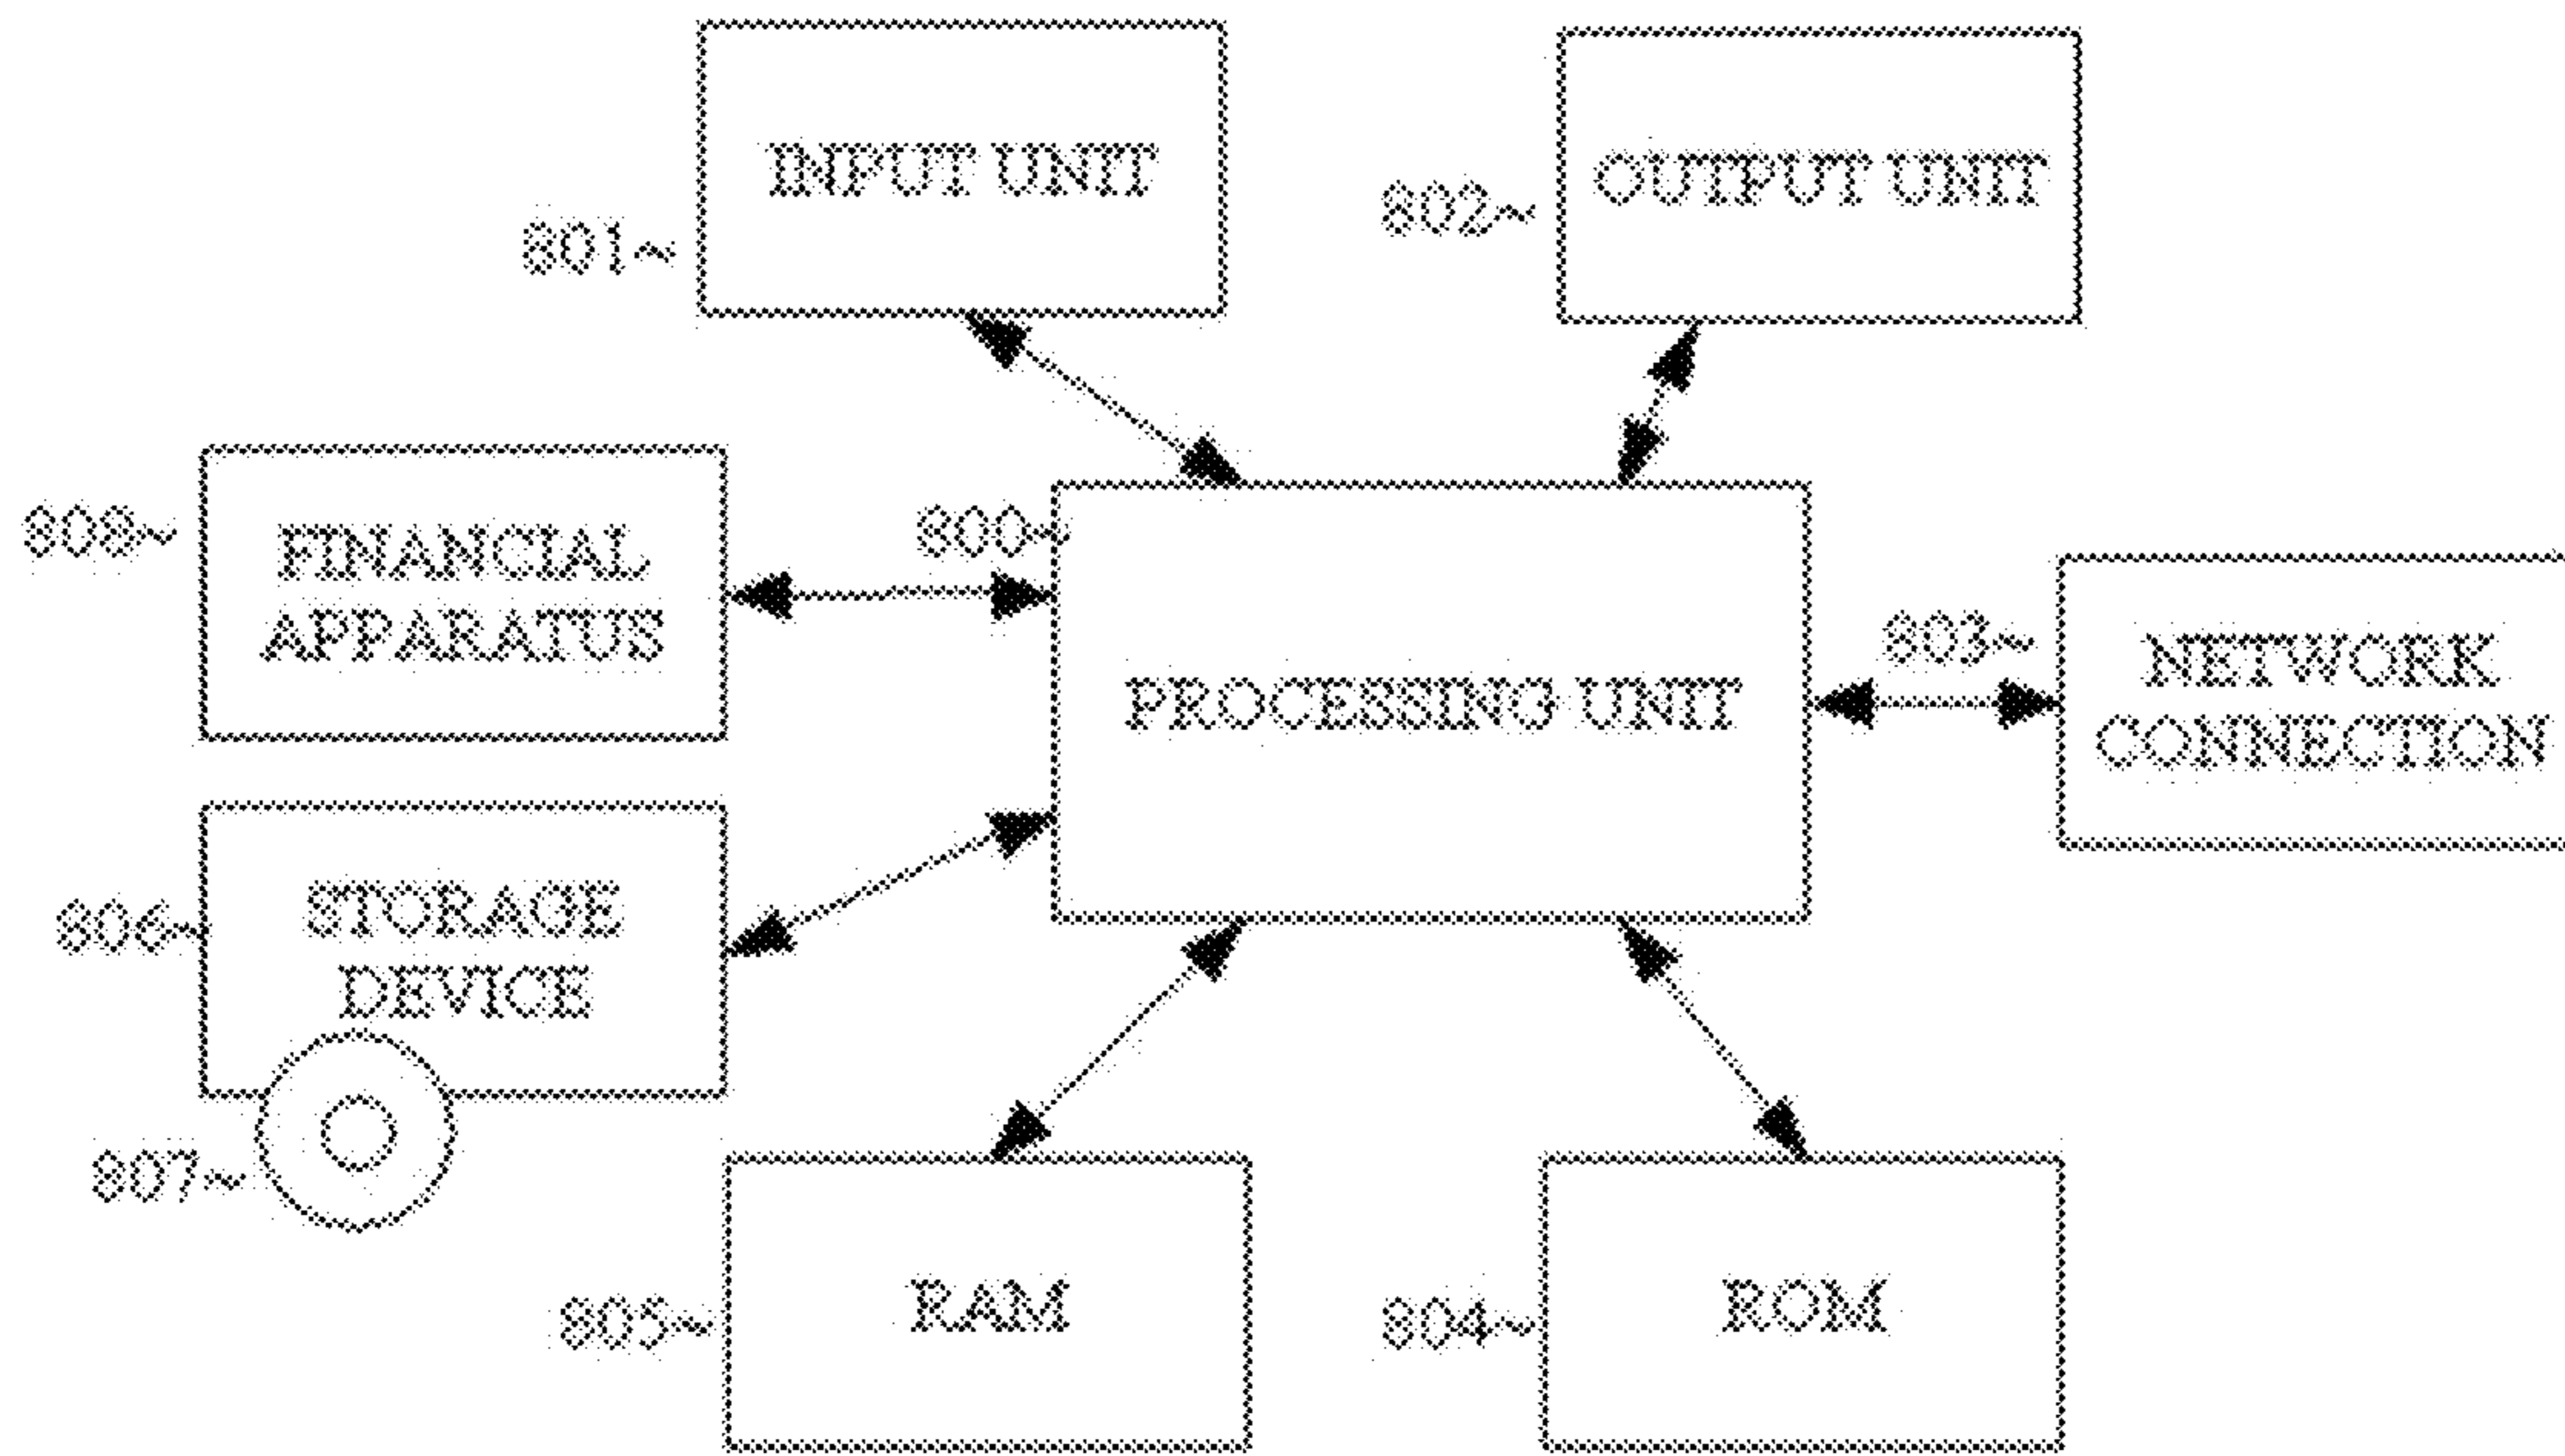 INPUT UNIT
801~
OUTPUT UNIT
802~
808~
FINANCIAL
APPARATUS
800~
PROCESSING UNIT
803~
NETWORK
CONNECTION
806~
STORAGE
DEVICE
807~
805~
RAM
804~
ROM